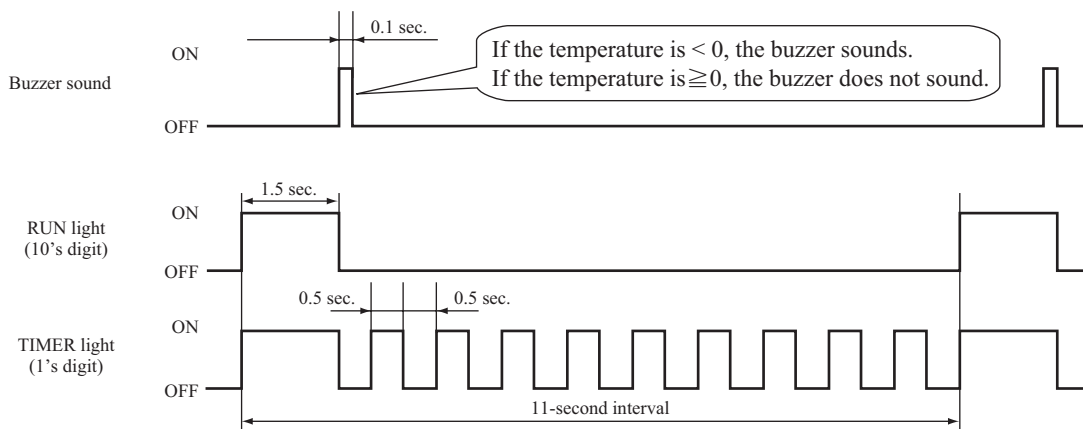 0.1 sec.
ON
If the temperature is < 0, the buzzer sounds.
If the temperature is ≧0, the buzzer does not sound.
Buzzer sound
OFF
1.5 sec.
ON
RUN light
(10's digit)
OFF
0.5 sec.
0.5 sec.
ON
TIMER light
(1's digit)
OFF
11-second interval